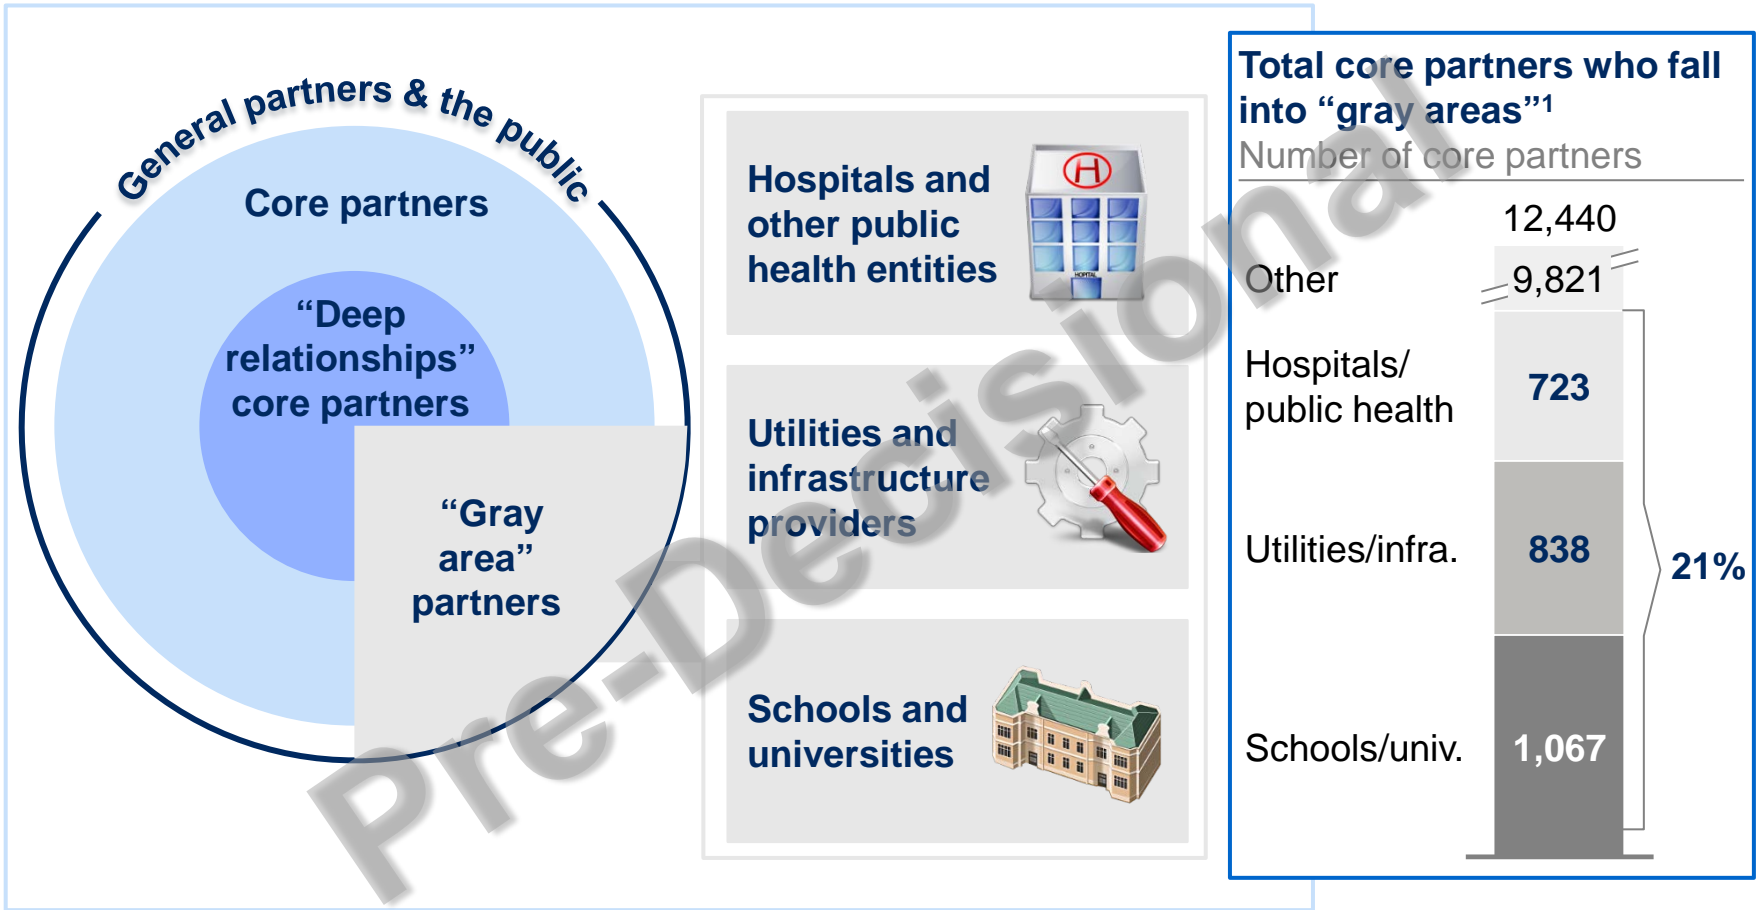 General partners & the public
Core partners
“Deep
relationships”
core partners
“Gray
area”
partners
Hospitals and
other public
health entities
H
HOPITAL
Utilities and
infrastructure
providers
Schools and
universities
Total core partners who fall
into “gray areas”1
Number of core partners
12,440
Other
9,821
Hospitals/
public health
723
Utilities/infra.
838
21%
Schools/univ.
1,067
Pre-Decisional